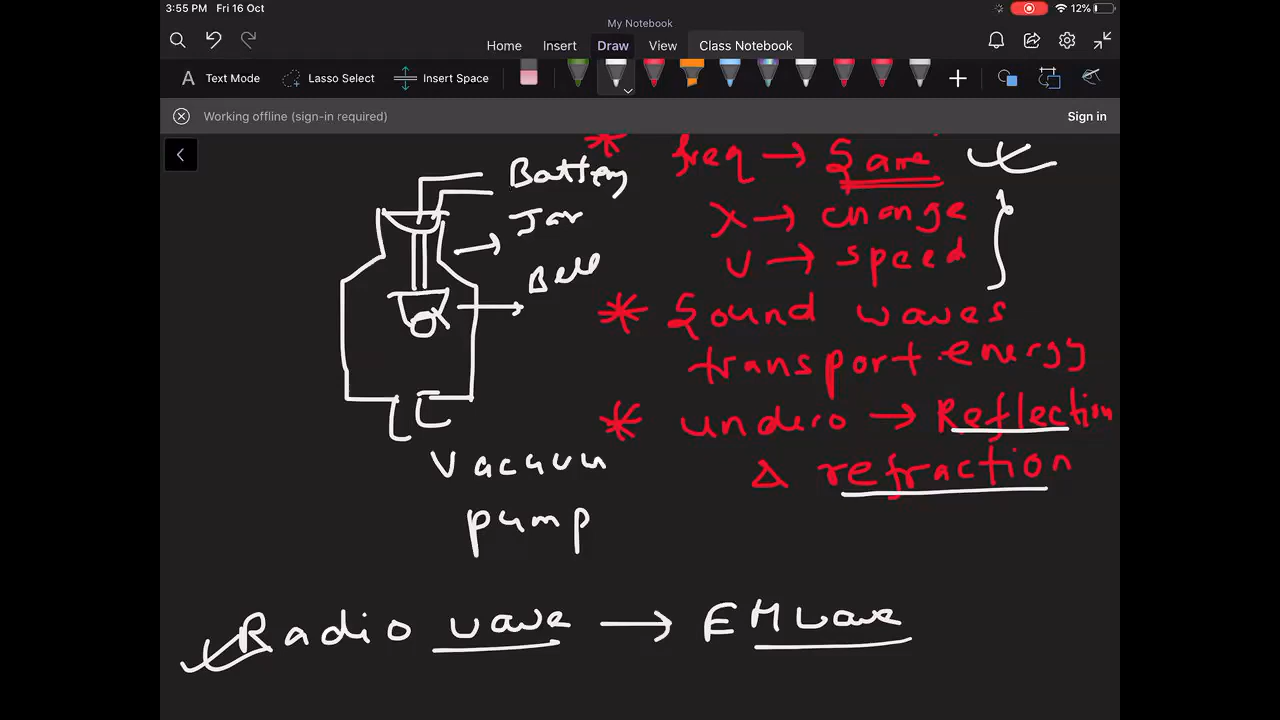 3:55 PM Fri 16 Oct
12%
My Notebook
Home Insert Draw View Class Notebook
Text Mode Lasso Select Insert Space
Working offline (sign-in required) Sign in
Battery
Jar
Bell
Vacuum
pump
* freq → Same
λ → change
v → speed
* Sound waves
transport energy
* undero → Reflection
& refraction
Radio wave → EM wave